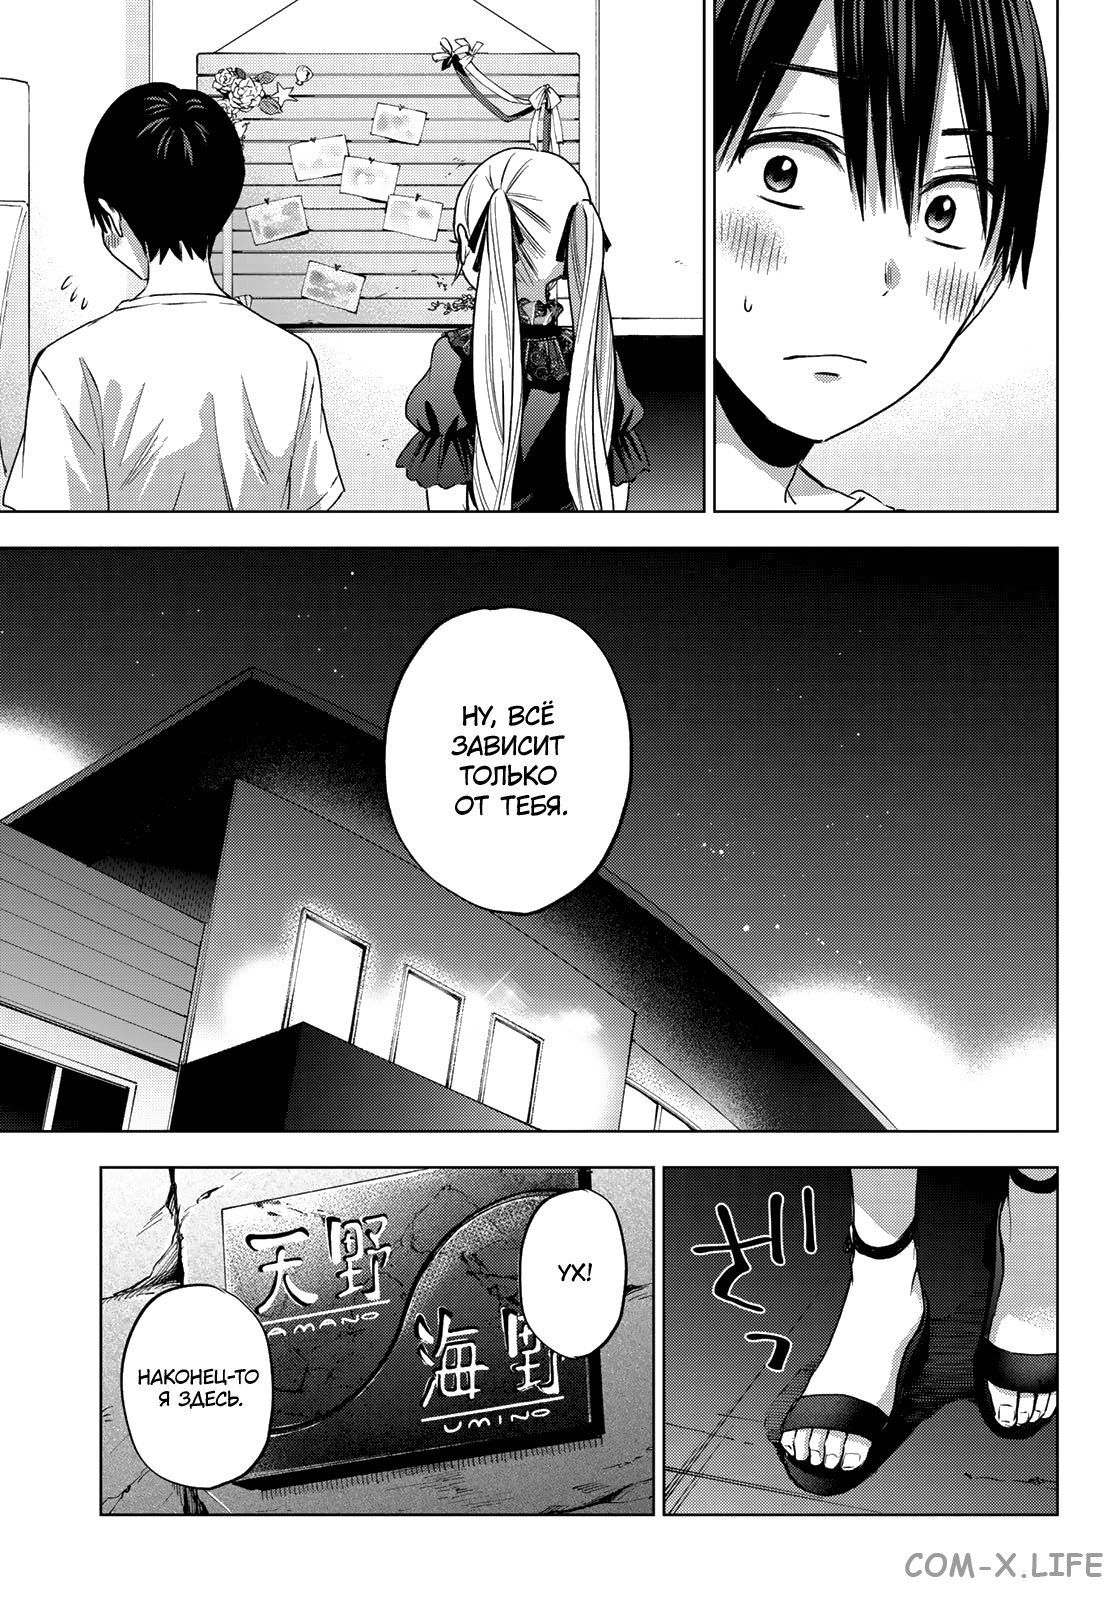 НУ, ВСЁ
ЗАВИСИТ
ТОЛЬКО
ОТ ТЕБЯ.
ザッ
УХ!
天野
AMANO
海野
UMINO
НАКОНЕЦ-ТО
Я ЗДЕСЬ.
COM-X.LIFE